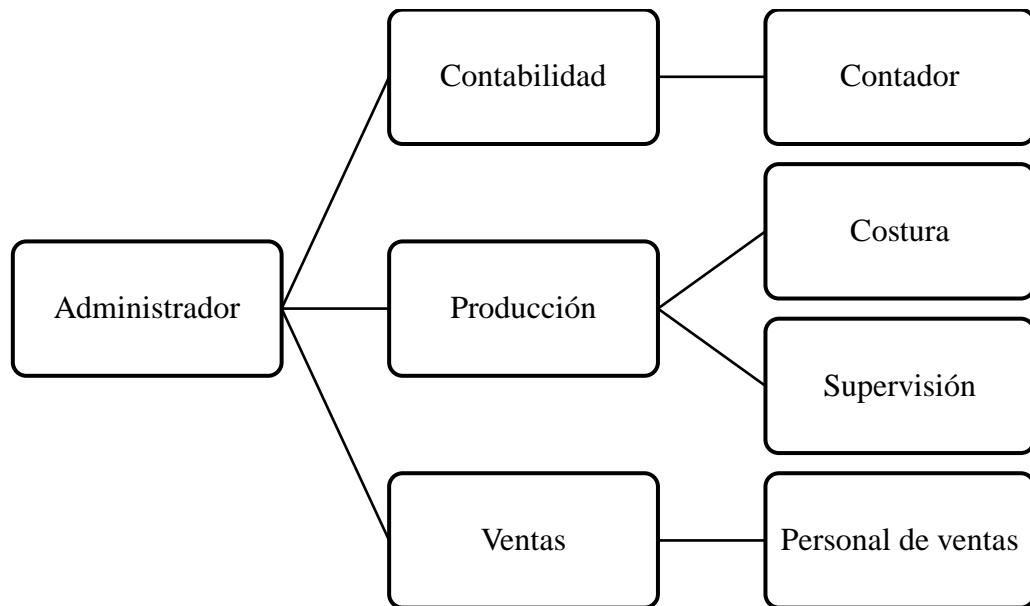 Contabilidad
Contador
Costura
Administrador
Producción
Supervisión
Ventas
Personal de ventas